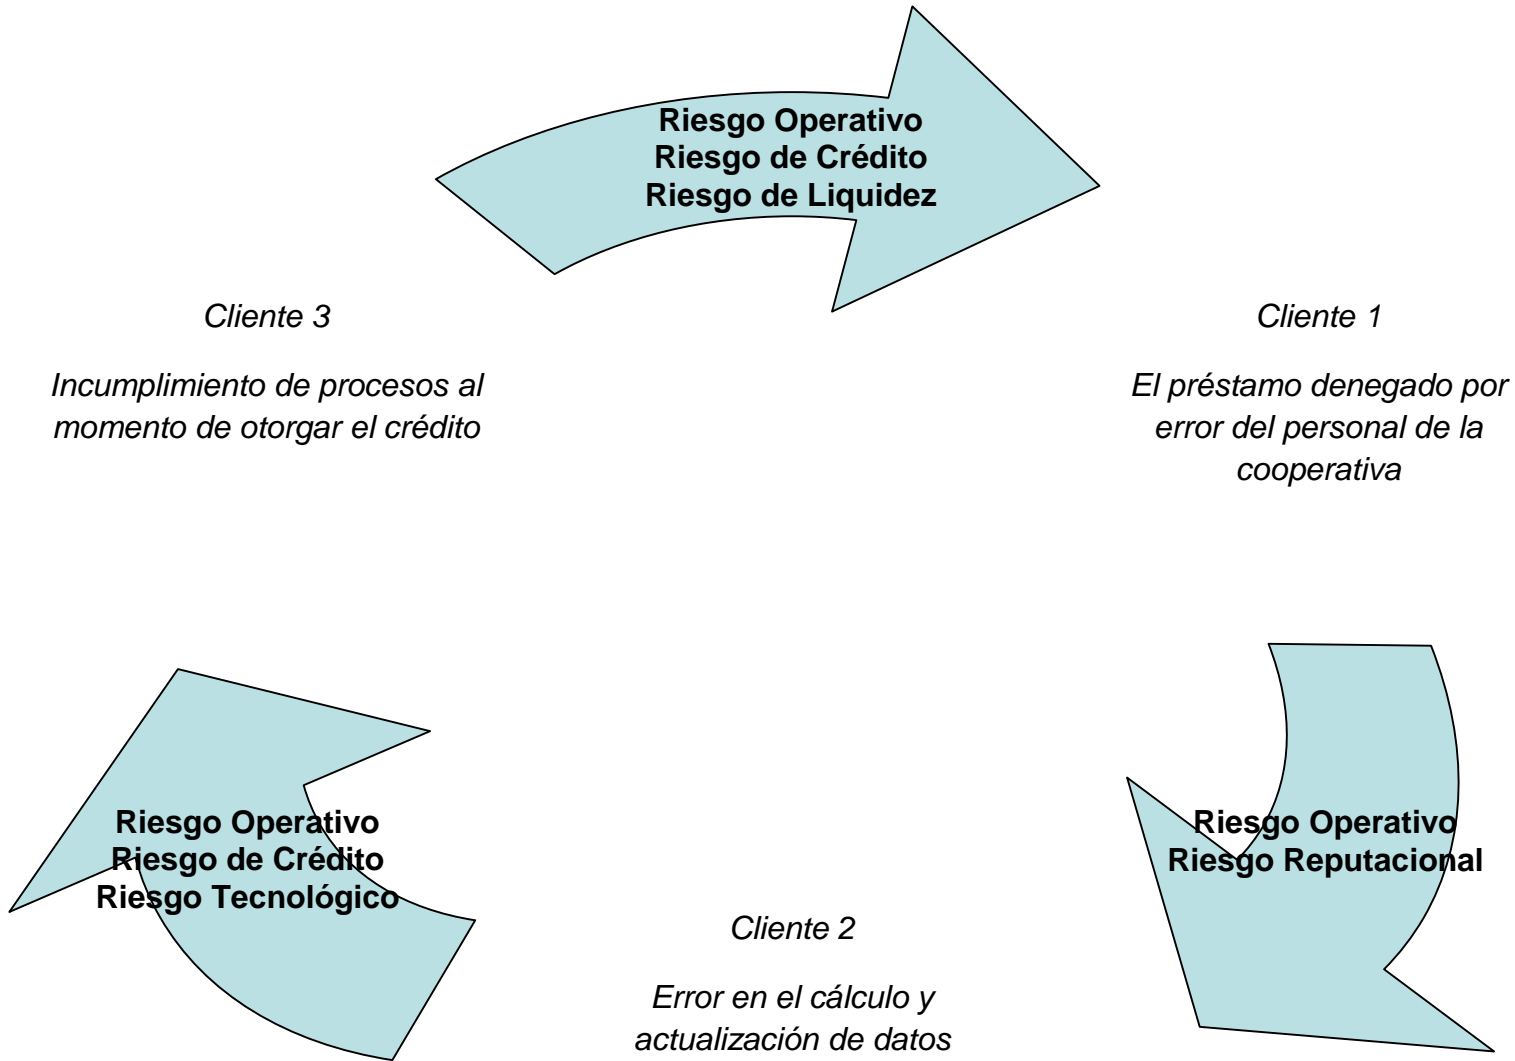 Riesgo Operativo
Riesgo de Crédito
Riesgo de Liquidez
Cliente 3
Incumplimiento de procesos al
momento de otorgar el crédito
Cliente 1
El préstamo denegado por
error del personal de la
cooperativa
Riesgo Operativo
Riesgo de Crédito
Riesgo Tecnológico
Riesgo Operativo
Riesgo Reputacional
Cliente 2
Error en el cálculo y
actualización de datos